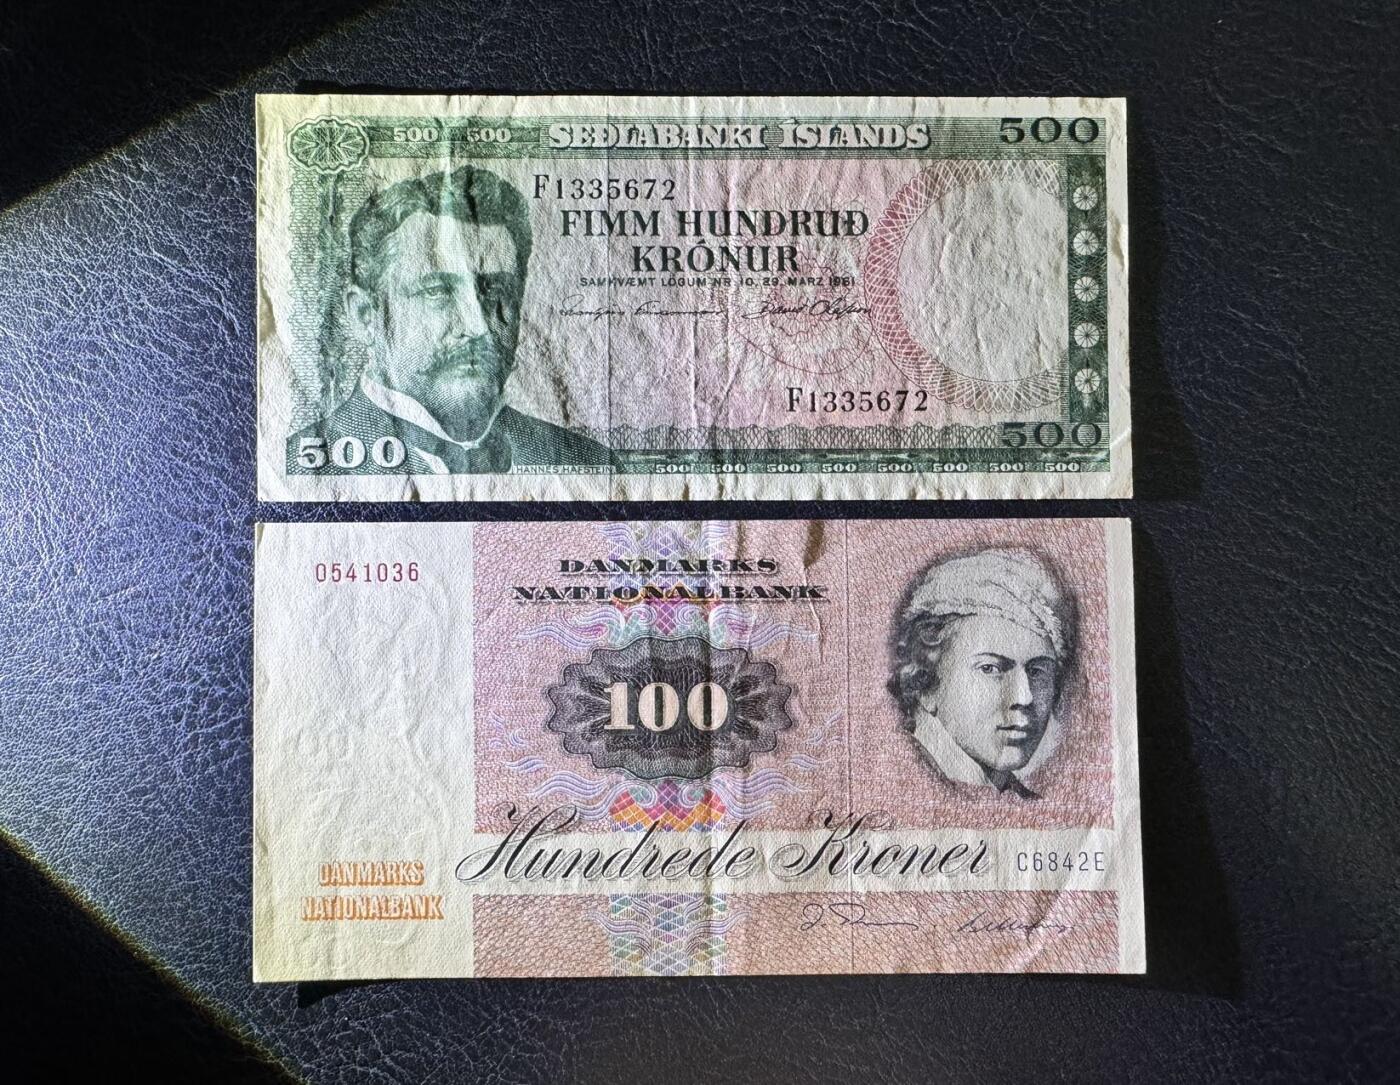 500 500 SEÐLABANKI ÍSLANDS 500
F1335672
FIMM HUNDRUÐ
KRÓNUR
SAMKVÆMT LÖGUM NR. 10, 29. MARZ 1961
F1335672
500 HANNES HAFSTEIN 500
500 500 500 500 500 500 500 500
0541036
DANMARKS
NATIONALBANK
100
Hundrede Kroner C6842E
DANMARKS
NATIONALBANK